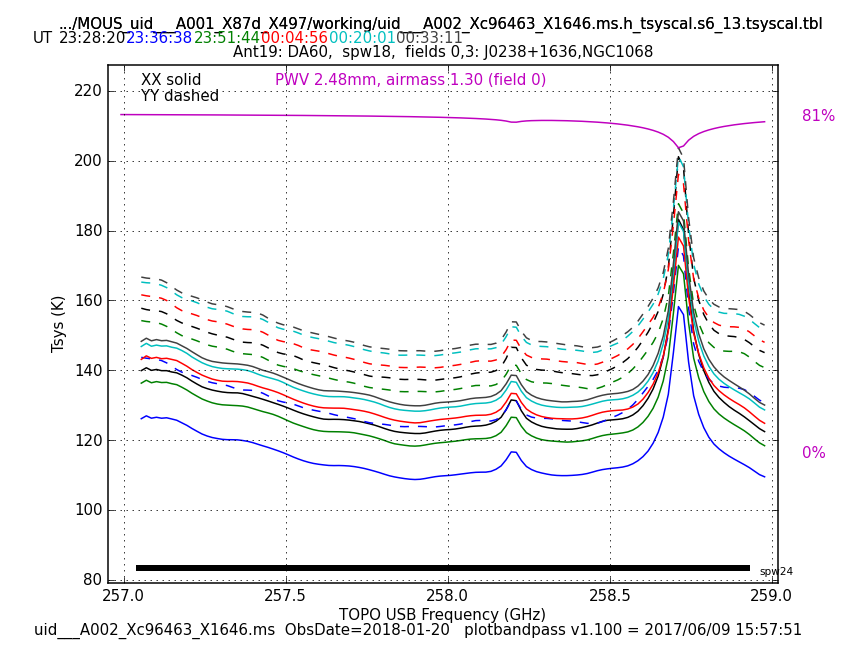 .../MOUS_uid___A001_X87d_X497/working/uid___A002_Xc96463_X1646.ms.h_tsyscal.s6_13.tsyscal.tbl
UT 23:28:20 23:36:38 23:51:44 00:04:56 00:20:01 00:33:11
Ant19: DA60, spw18, fields 0,3: J0238+1636,NGC1068
XX solid PWV 2.48mm, airmass 1.30 (field 0)
YY dashed
220
81%
200
180
160
Tsys (K)
140
120
0%
100
spw24
80
257.0 257.5 258.0 258.5 259.0
TOPO USB Frequency (GHz)
uid___A002_Xc96463_X1646.ms ObsDate=2018-01-20 plotbandpass v1.100 = 2017/06/09 15:57:51